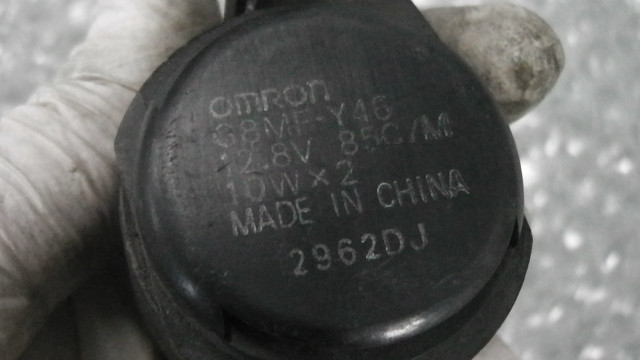 omron
G8MF-Y46
12.8V 85C/M
10W×2
MADE IN CHINA
2962DJ